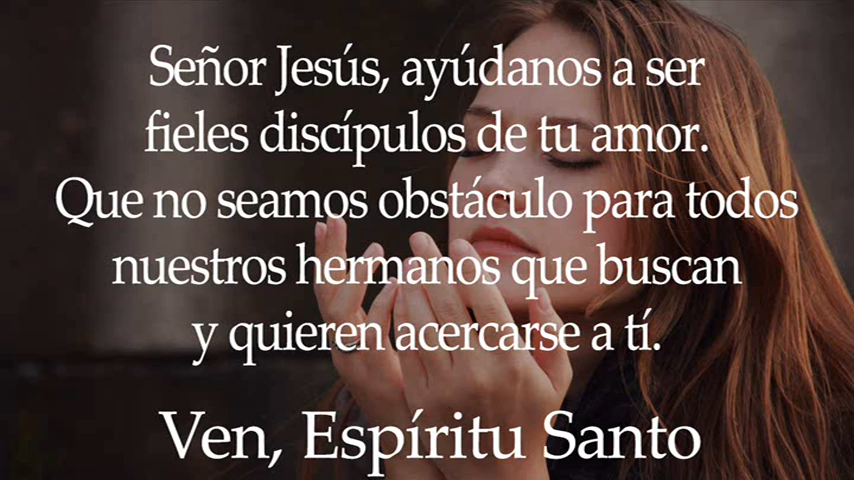 Señor Jesús, ayúdanos a ser
fieles discípulos de tu amor.
Que no seamos obstáculo para todos
nuestros hermanos que buscan
y quieren acercarse a tí.
Ven, Espíritu Santo